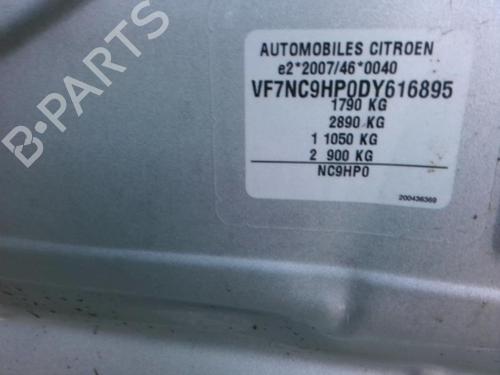 B-PARTS
AUTOMOBILES CITROEN
e2*2007/46*0040
VF7NC9HP0DY616895
1790 KG
2890 KG
1 1050 KG
2 900 KG
NC9HP0
200436369